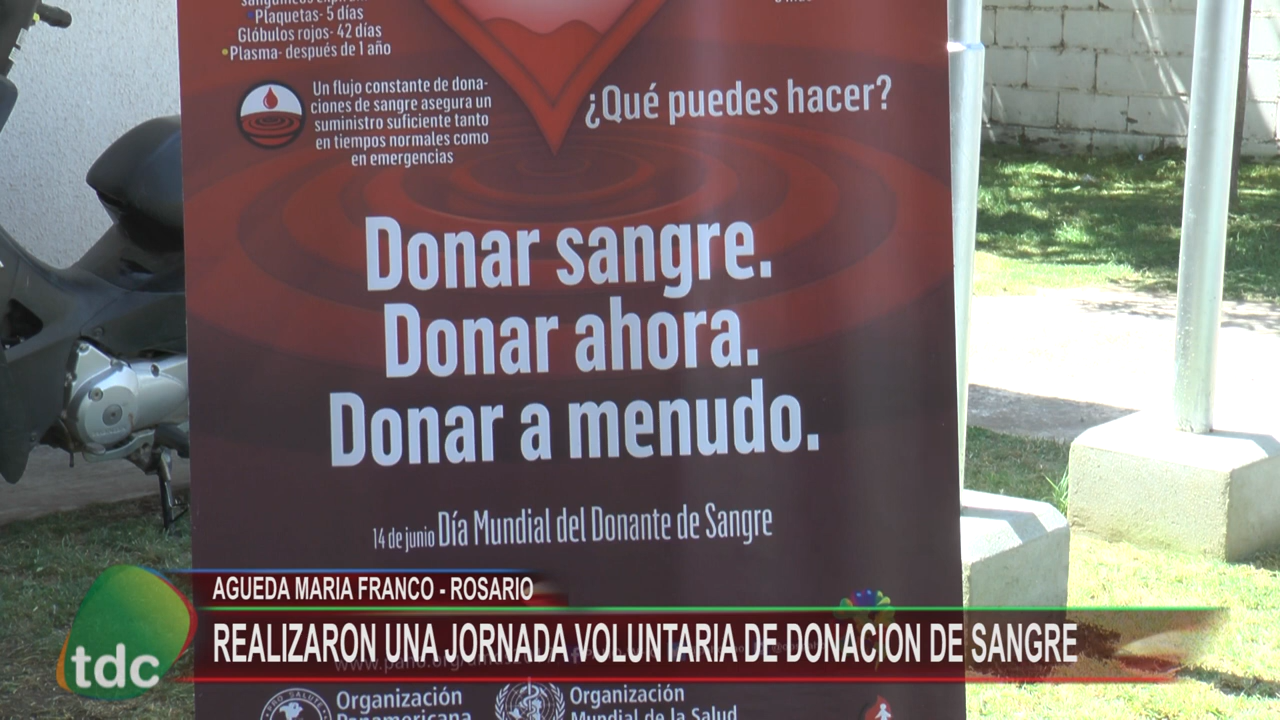 Plaquetas- 5 días
Glóbulos rojos- 42 días
Plasma- después de 1 año
Un flujo constante de dona-
ciones de sangre asegura un
suministro suficiente tanto
en tiempos normales como
en emergencias
¿Qué puedes hacer?
Donar sangre.
Donar ahora.
Donar a menudo.
14 de junio Día Mundial del Donante de Sangre
AGUEDA MARIA FRANCO - ROSARIO
REALIZARON UNA JORNADA VOLUNTARIA DE DONACION DE SANGRE
tdc
Organización
Panamericana
Organización
Mundial de la Salud